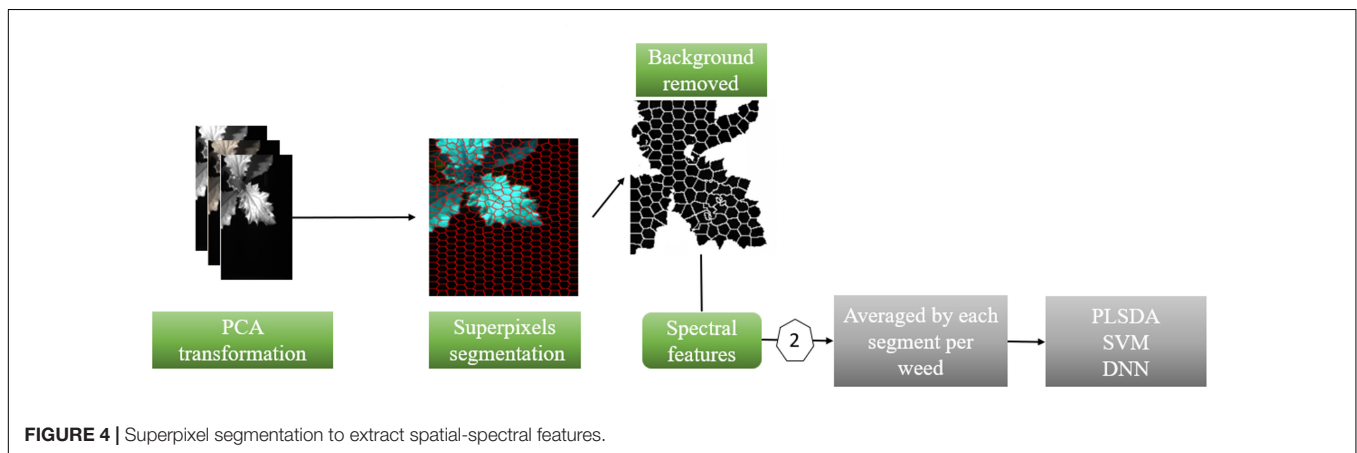 Background
removed
PCA
transformation
Superpixels
segmentation
Spectral
features
2
Averaged by each
segment per
weed
PLSDA
SVM
DNN
FIGURE 4 | Superpixel segmentation to extract spatial-spectral features.